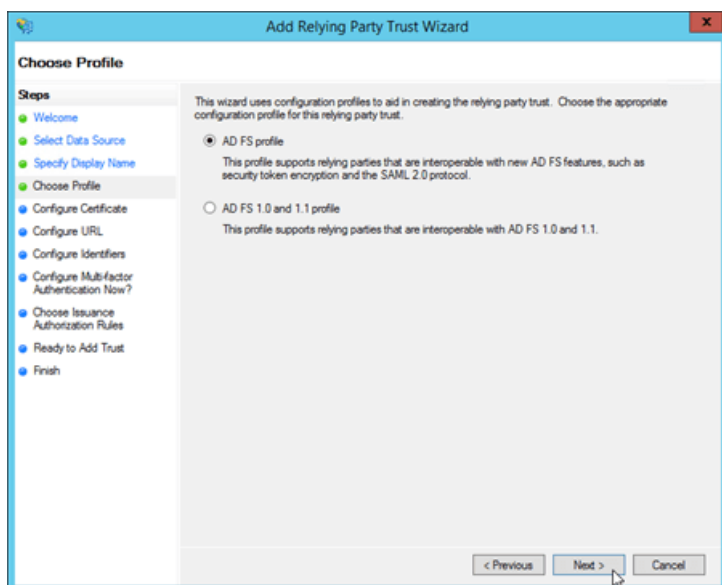 Add Relying Party Trust Wizard
x
Choose Profile
Steps
Welcome
Select Data Source
Specify Display Name
Choose Profile
Configure Certificate
Configure URL
Configure Identifiers
Configure Multi-factor
Authentication Now?
Choose Issuance
Authorization Rules
Ready to Add Trust
Finish
This wizard uses configuration profiles to aid in creating the relying party trust. Choose the appropriate
configuration profile for this relying party trust.
AD FS profile
This profile supports relying parties that are interoperable with new AD FS features, such as
security token encryption and the SAML 2.0 protocol.
AD FS 1.0 and 1.1 profile
This profile supports relying parties that are interoperable with AD FS 1.0 and 1.1.
< Previous
Next >
Cancel